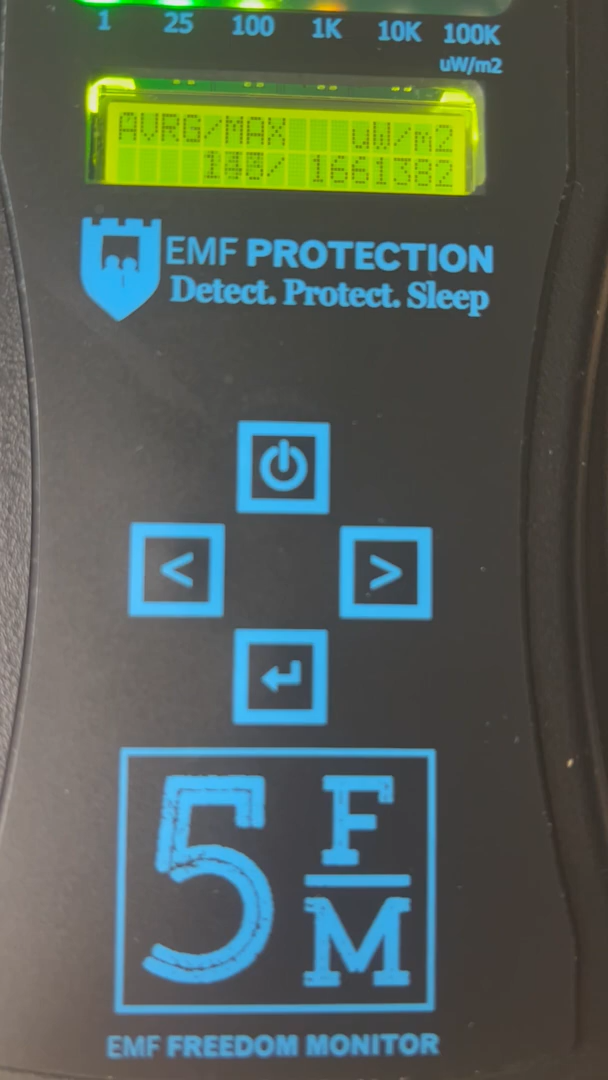 1 25 100 1K 10K 100K
uW/m2
AVRG/MAX uW/m2
/ 1661382
EMF PROTECTION
Detect. Protect. Sleep
<
>
5 F
M
EMF FREEDOM MONITOR